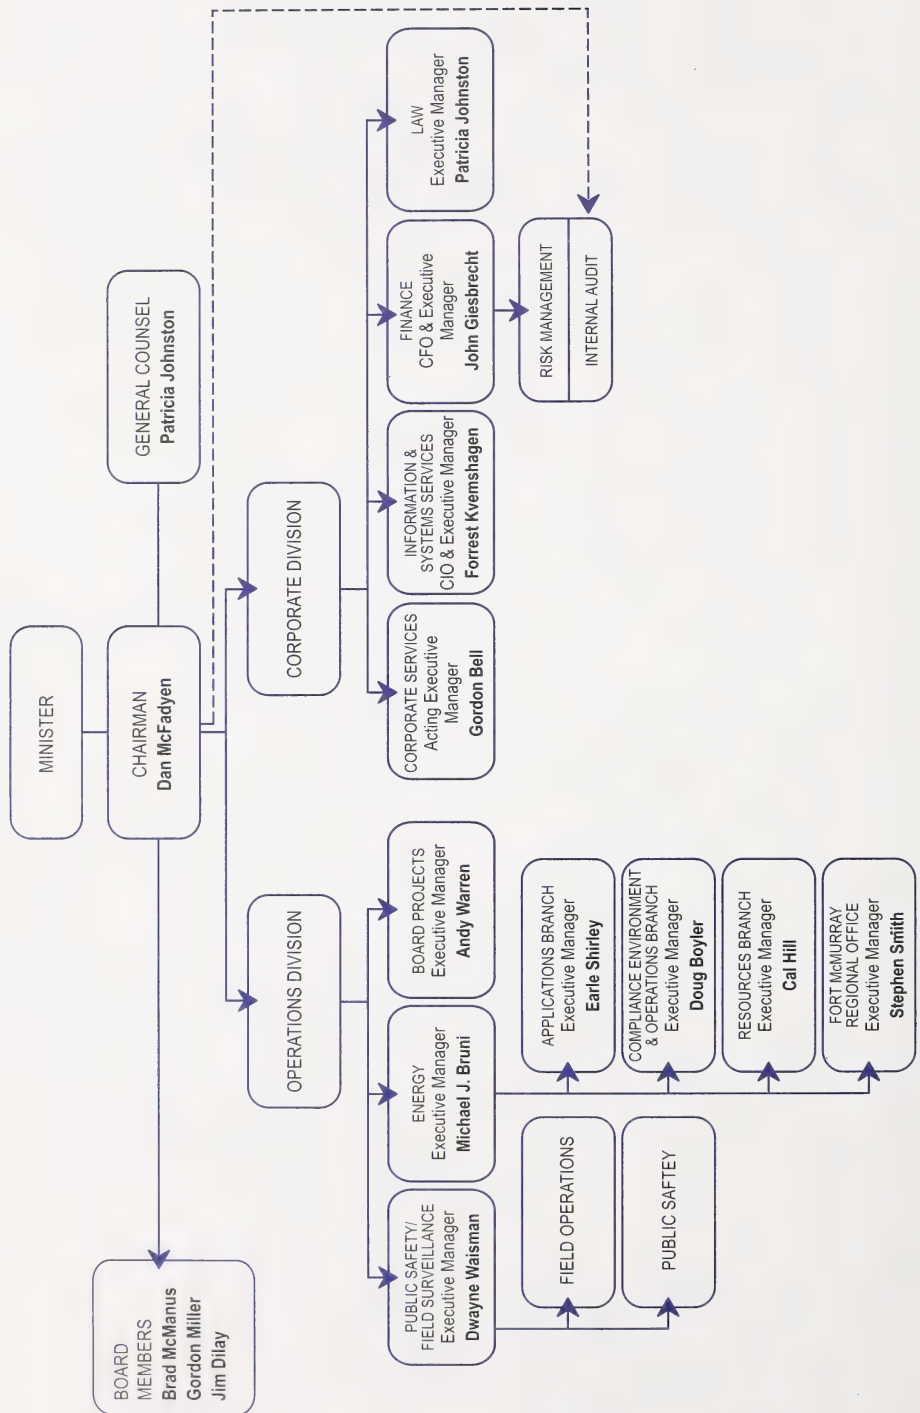 MINISTER
CHAIRMAN
Dan McFadyen
GENERAL COUNSEL
Patricia Johnston
BOARD
MEMBERS
Brad McManus
Gordon Miller
Jim Dilay
OPERATIONS DIVISION
CORPORATE DIVISION
PUBLIC SAFETY/
FIELD SURVEILLANCE
Executive Manager
Dwayne Waisman
ENERGY
Executive Manager
Michael J. Bruni
BOARD PROJECTS
Executive Manager
Andy Warren
CORPORATE SERVICES
Acting Executive
Manager
Gordon Bell
INFORMATION &
SYSTEMS SERVICES
CIO & Executive Manager
Forrest Kvemshagen
FINANCE
CFO & Executive
Manager
John Giesbrecht
LAW
Executive Manager
Patricia Johnston
FIELD OPERATIONS
PUBLIC SAFTEY
APPLICATIONS BRANCH
Executive Manager
Earle Shirley
COMPLIANCE ENVIRONMENT
& OPERATIONS BRANCH
Executive Manager
Doug Boyler
RESOURCES BRANCH
Executive Manager
Cal Hill
FORT McMURRAY
REGIONAL OFFICE
Executive Manager
Stephen Smith
RISK MANAGEMENT
INTERNAL AUDIT